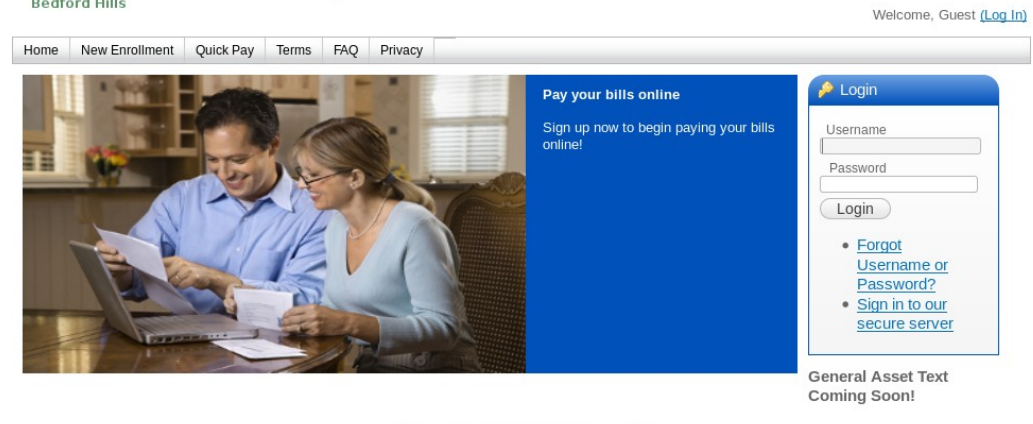 Bedford Hills
Welcome, Guest (Log In)
Home New Enrollment Quick Pay Terms FAQ Privacy
Pay your bills online
Sign up now to begin paying your bills
online!
Login
Username
Password
Login
Forgot
Username or
Password?
Sign in to our
secure server
General Asset Text
Coming Soon!